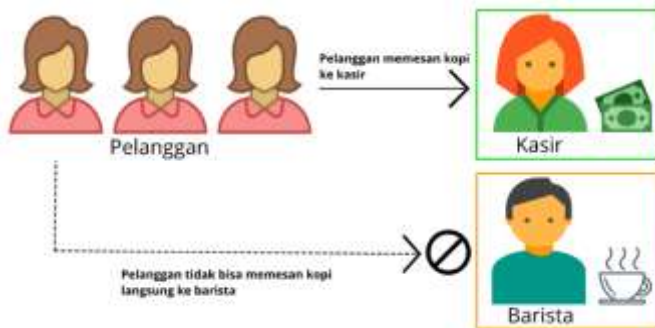 Pelanggan memesan kopi
ke kasir
Pelanggan
Kasir
Pelanggan tidak bisa memesan kopi
langsung ke barista
Barista